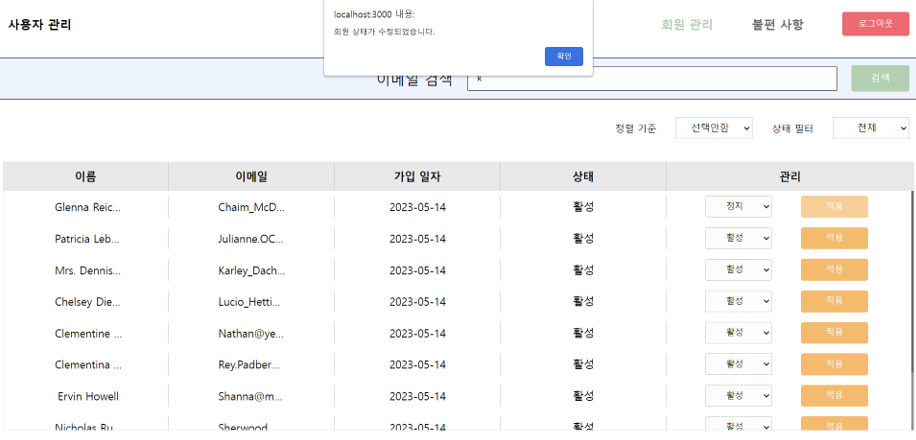 사용자 관리
localhost:3000 내용:
회원 상태가 수정되었습니다.
확인
회원 관리 불편 사항 로그아웃
이메일 검색 k 검색
정렬 기준 선택안함 상태 필터 전체
이름 이메일 가입 일자 상태 관리
Glenna Reic... Chaim_McD... 2023-05-14 활성 정지 적용
Patricia Leb... Julianne.OC... 2023-05-14 활성 활성 적용
Mrs. Dennis... Karley_Dach... 2023-05-14 활성 활성 적용
Chelsey Die... Lucio_Hetti... 2023-05-14 활성 활성 적용
Clementine ... Nathan@ye... 2023-05-14 활성 활성 적용
Clementina ... Rey.Padber... 2023-05-14 활성 활성 적용
Ervin Howell Shanna@m... 2023-05-14 활성 활성 적용
Nicholas Ru... Sherwood... 2023-05-14 활성 활성 적용